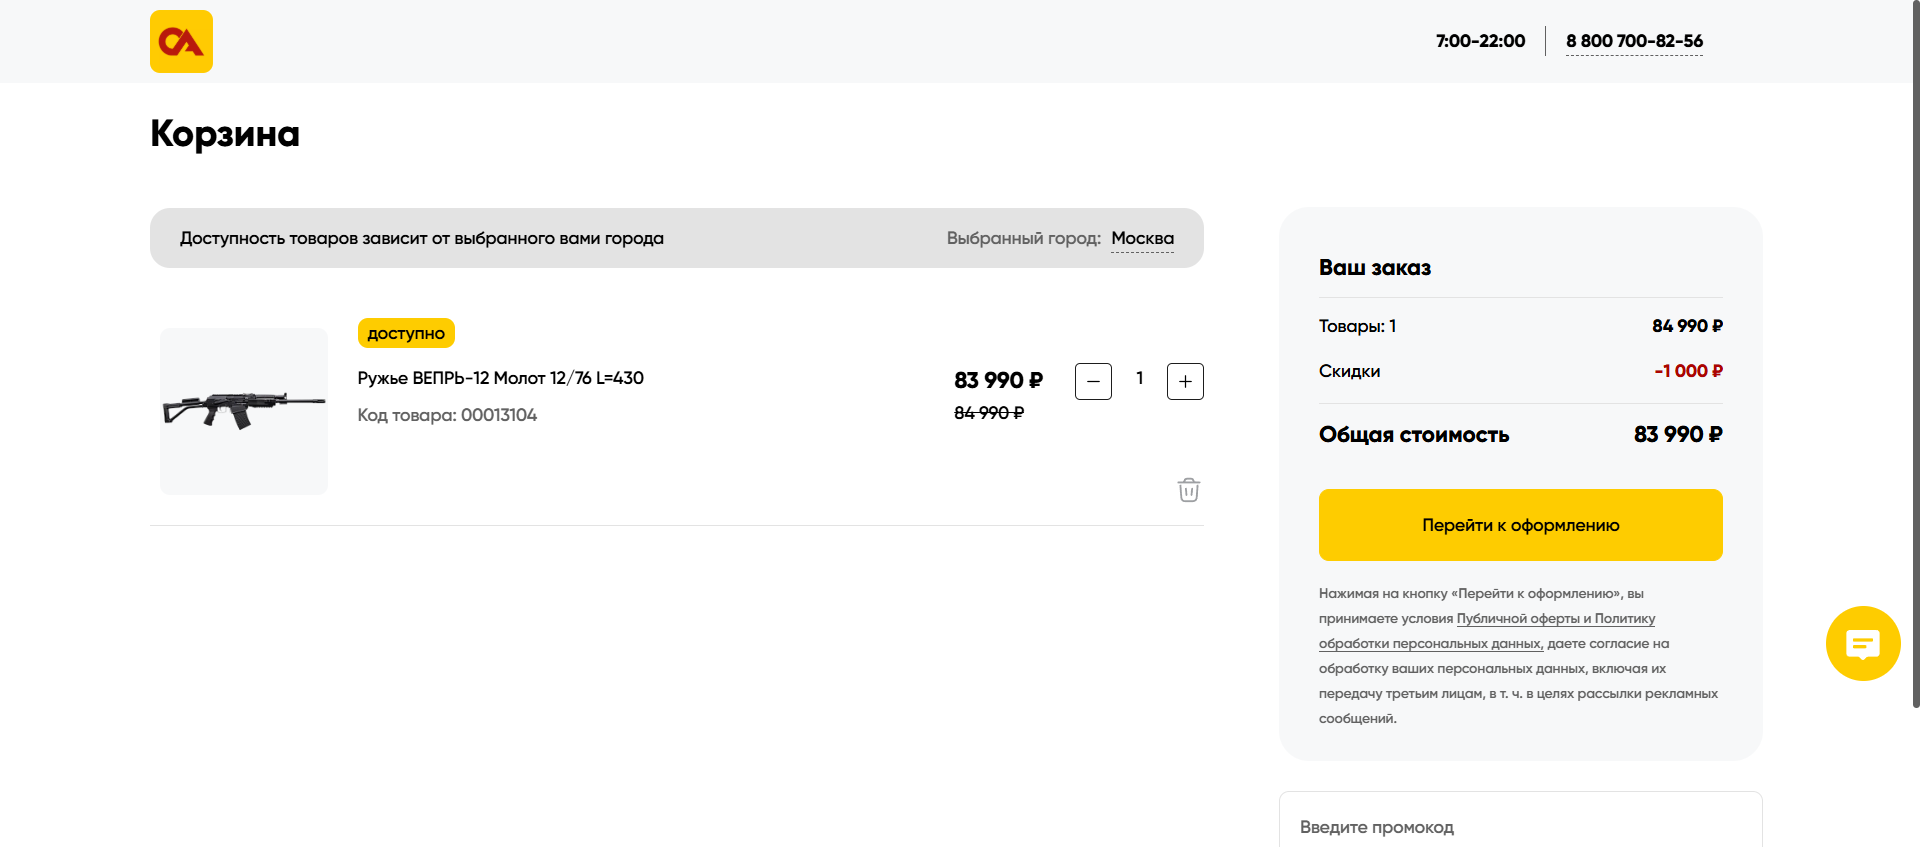 CA
7:00-22:00
8 800 700-82-56
Корзина
Доступность товаров зависит от выбранного вами города
Выбранный город: Москва
доступно
Ружье ВЕПРЬ-12 Молот 12/76 L=430
Код товара: 00013104
83 990 ₽
84 990 ₽
1
Ваш заказ
Товары: 1
84 990 ₽
Скидки
-1 000 ₽
Общая стоимость
83 990 ₽
Перейти к оформлению
Нажимая на кнопку «Перейти к оформлению», вы
принимаете условия Публичной оферты и Политику
обработки персональных данных, даете согласие на
обработку ваших персональных данных, включая их
передачу третьим лицам, в т. ч. в целях рассылки рекламных
сообщений.
Введите промокод